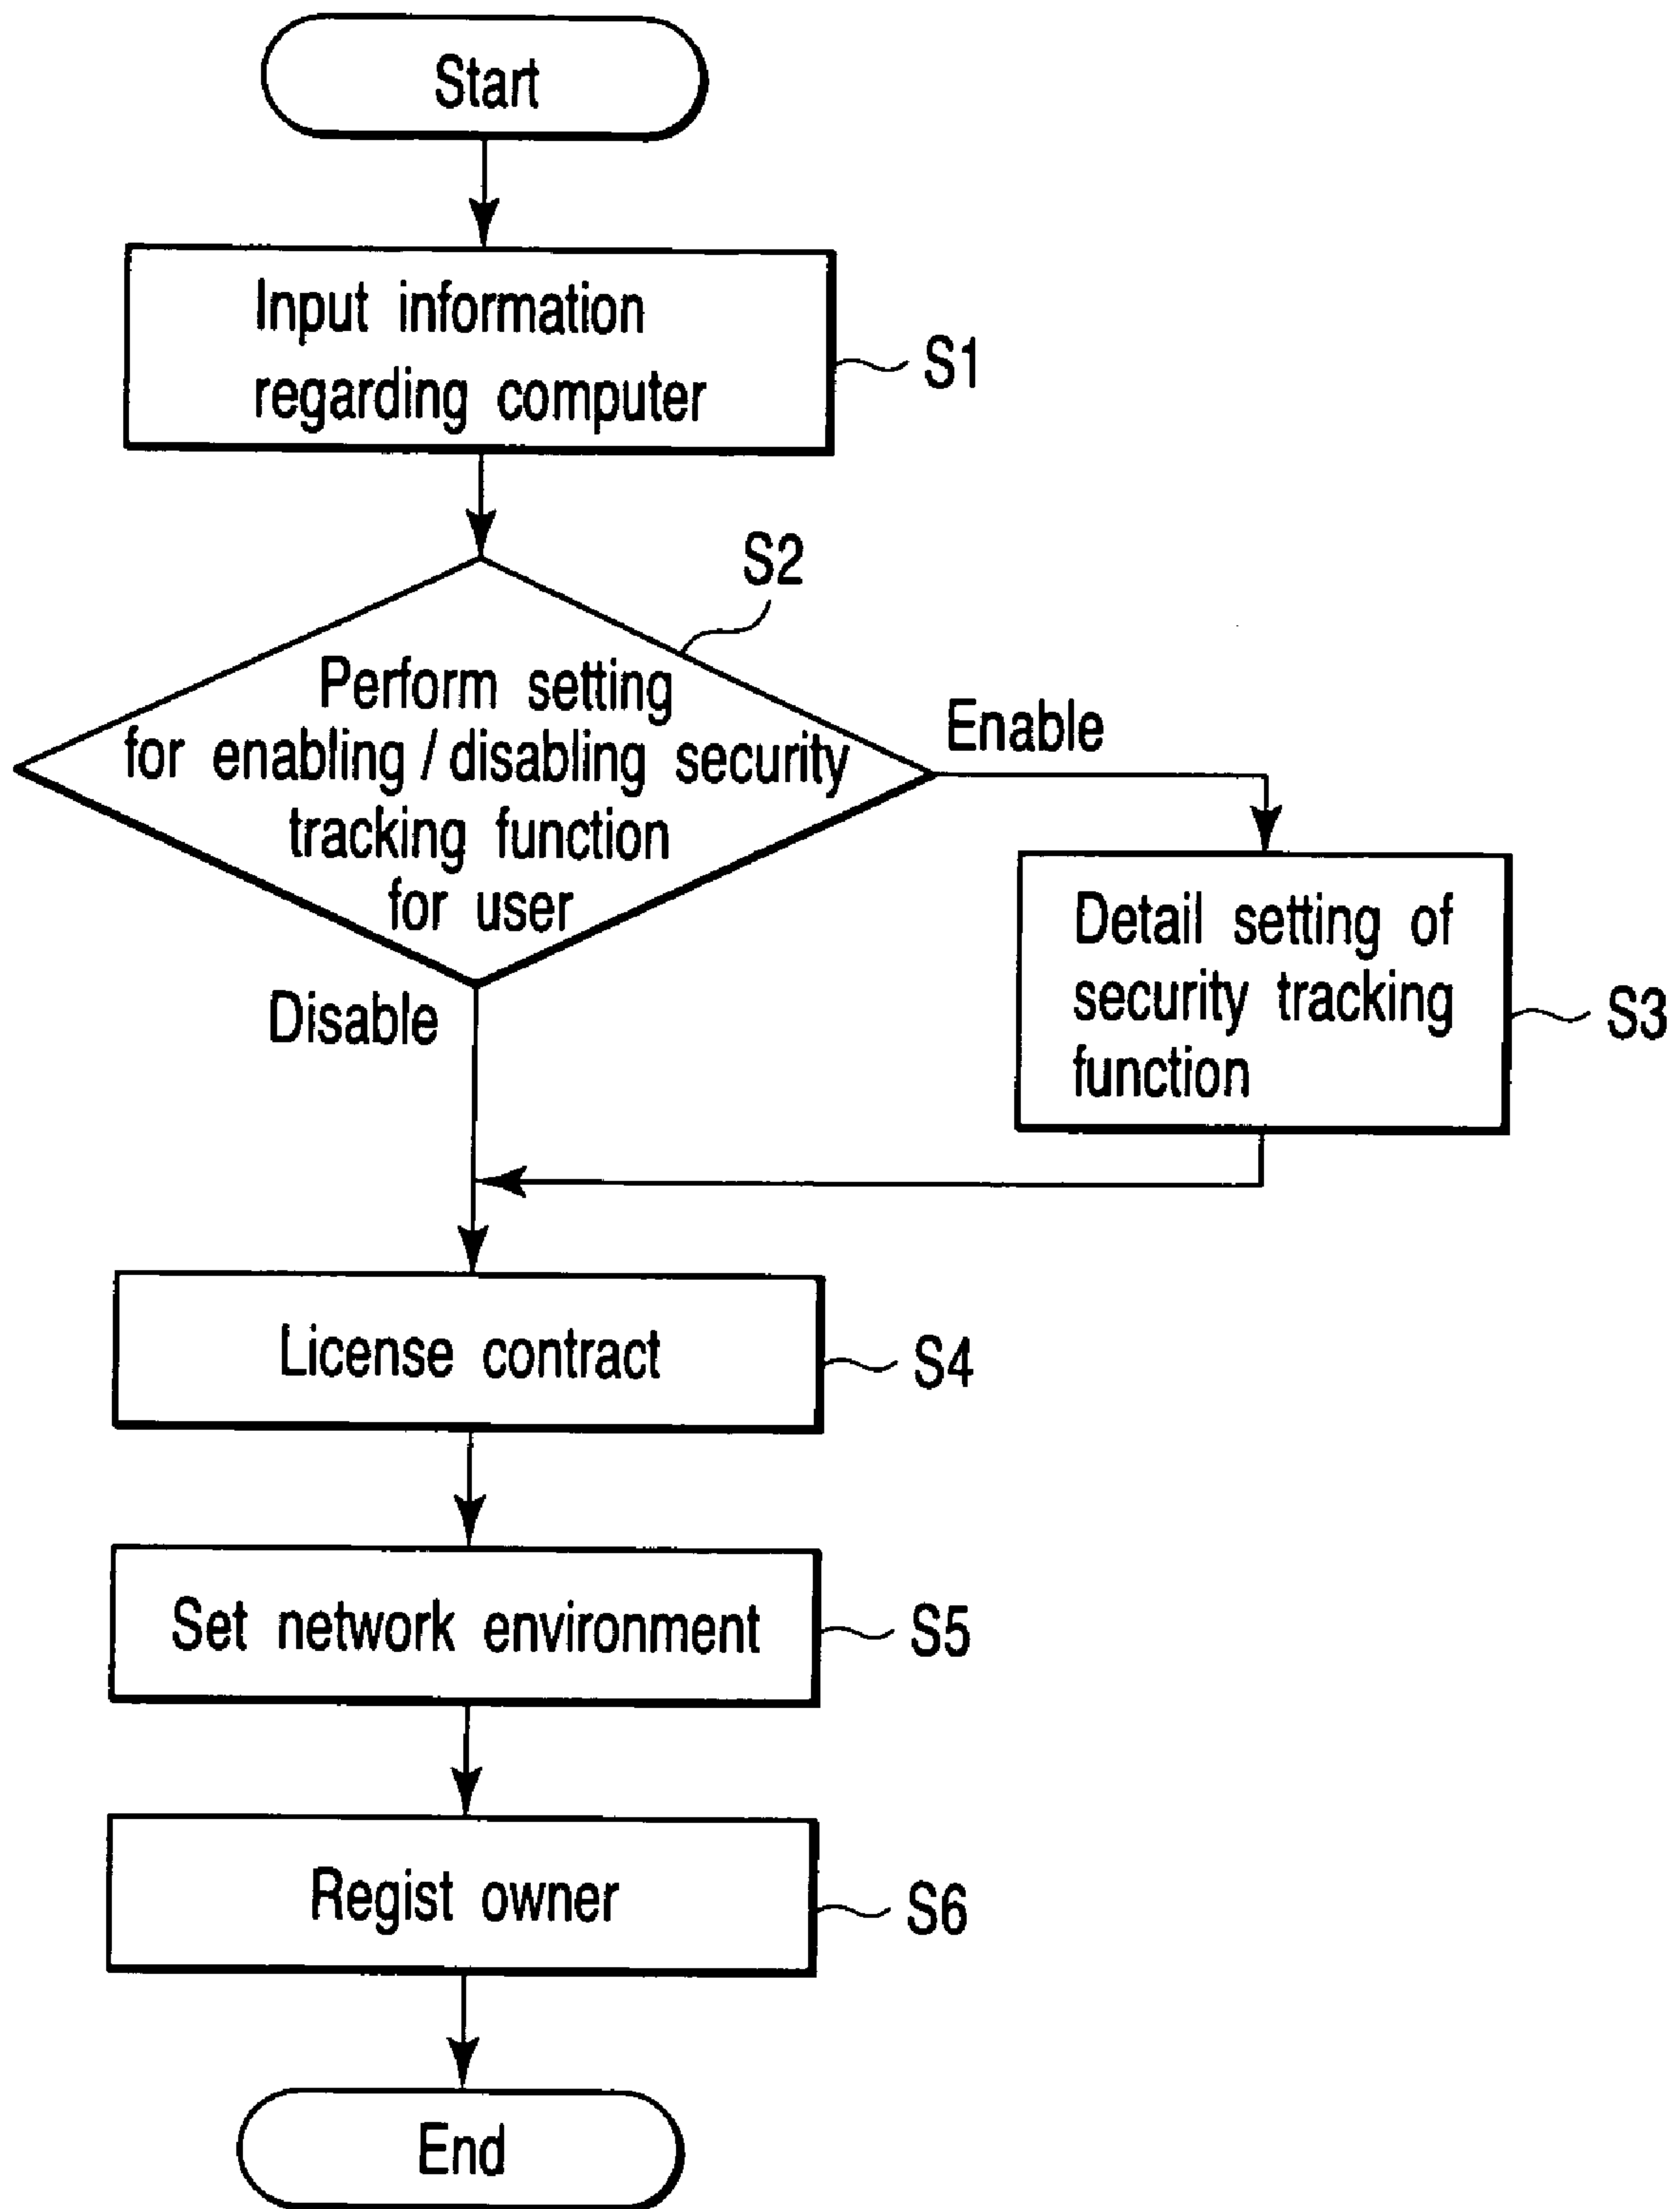 Start
Input information
regarding computer
S1
S2
Perform setting
for enabling / disabling security
tracking function
for user
Enable
Disable
Detail setting of
security tracking
function
S3
License contract
S4
Set network environment
S5
Regist owner
S6
End